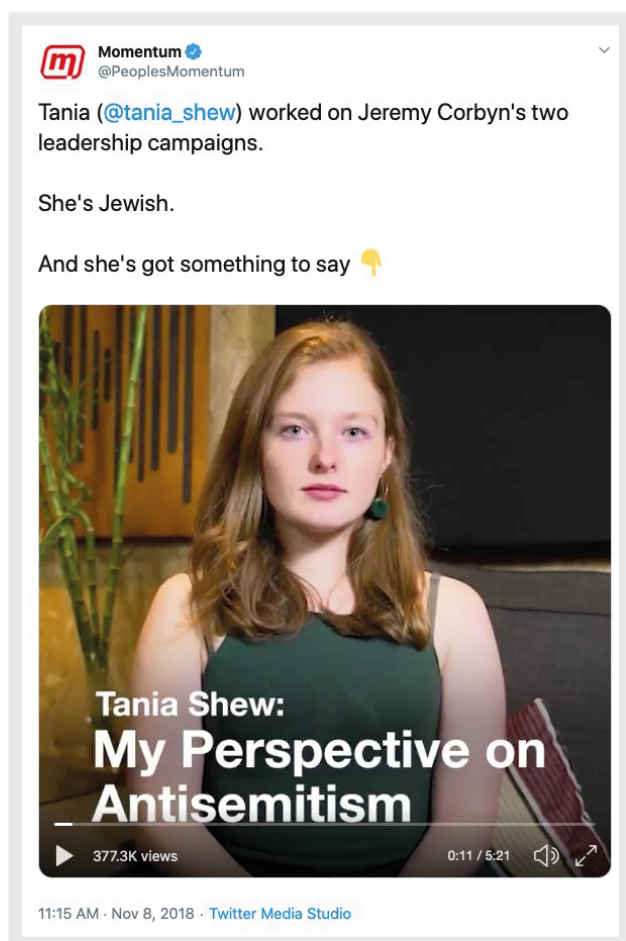 Momentum
@PeoplesMomentum
Tania (@tania_shew) worked on Jeremy Corbyn's two
leadership campaigns.
She's Jewish.
And she's got something to say 👇
Tania Shew:
My Perspective on
Antisemitism
377.3K views
0:11 / 5:21
11:15 AM · Nov 8, 2018 · Twitter Media Studio